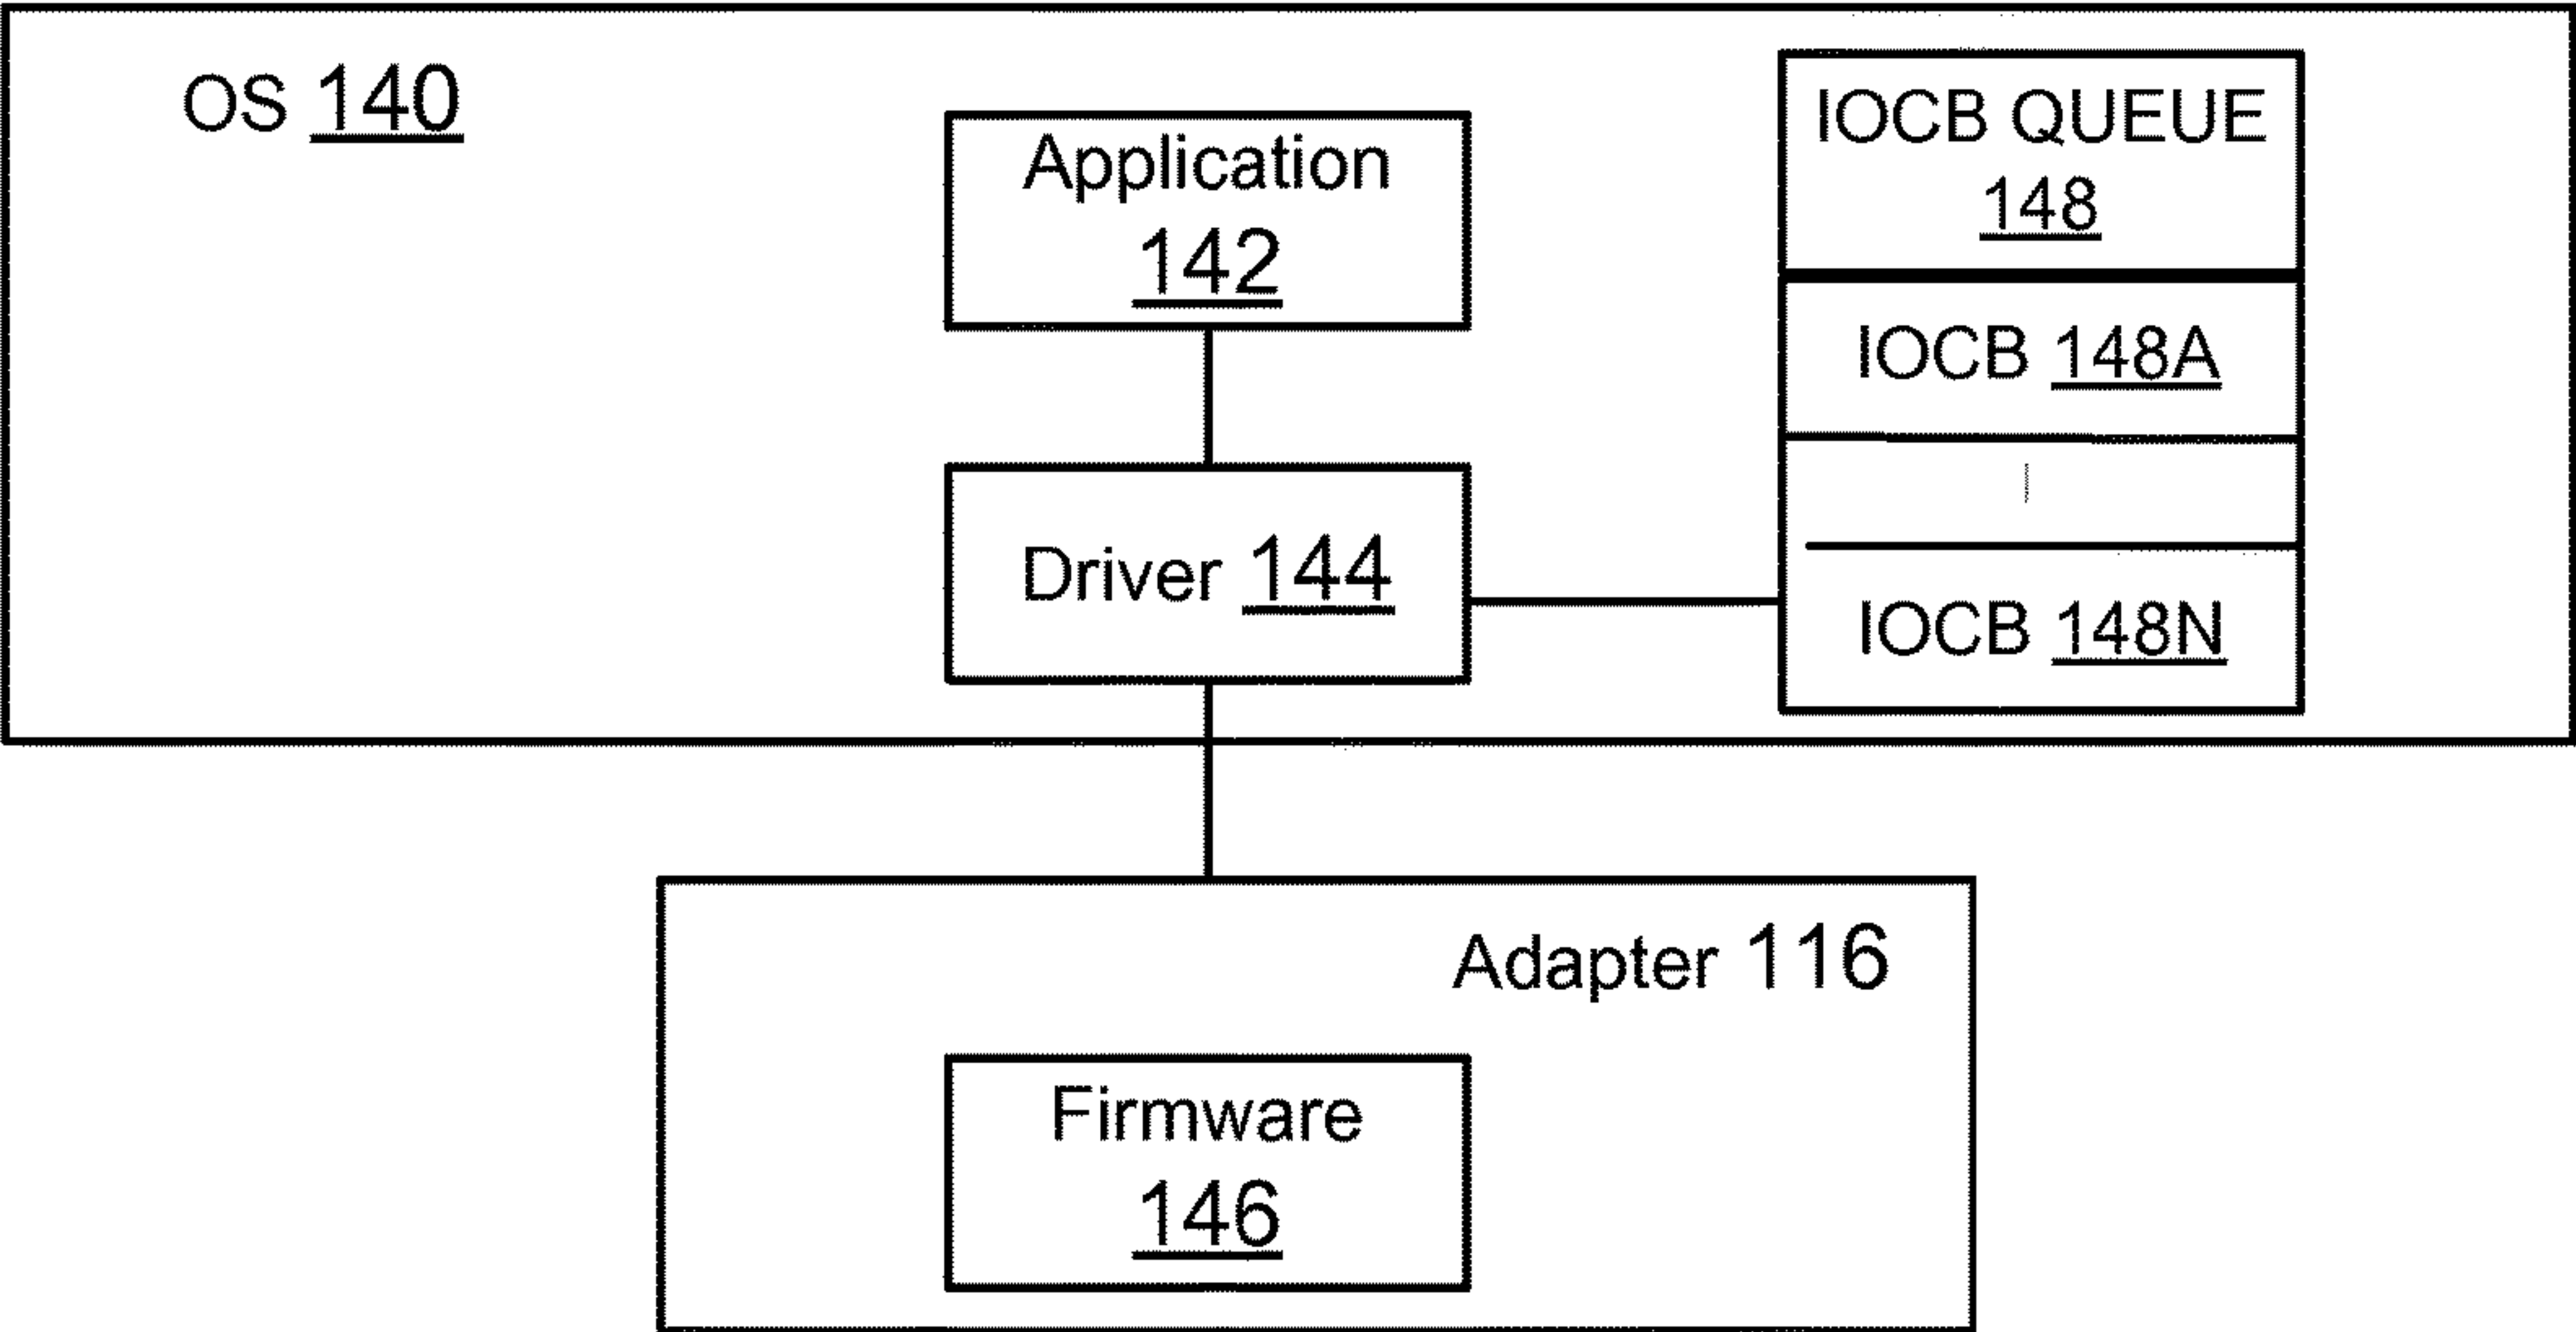 OS 140
Application
142
IOCB QUEUE
148
IOCB 148A
Driver 144
IOCB 148N
Adapter 116
Firmware
146